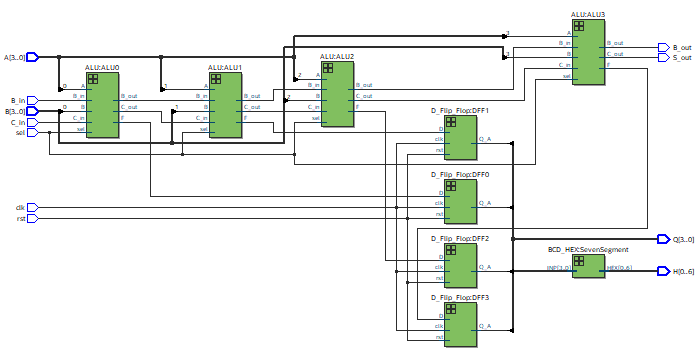 ALU:ALU3
A[3..0]
B_in
B[3..0]
C_in
sel
clk
rst
ALU:ALU0
0
A
B_in
B_out
0
B
C_out
C_in
F
sel
ALU:ALU1
1
A
B_in
B_out
1
B
C_out
C_in
F
sel
ALU:ALU2
2
A
B_in
B_out
2
B
C_out
C_in
F
sel
3
A
B_in
B_out
3
B
C_out
C_in
F
sel
B_out
S_out
D_Flip_Flop:DFF1
D
clk
Q_A
rst
D_Flip_Flop:DFF0
D
clk
Q_A
rst
D_Flip_Flop:DFF2
D
clk
Q_A
rst
D_Flip_Flop:DFF3
D
clk
Q_A
rst
BCD_HEX:SevenSegment
INP[3..0]
HEX[0..6]
Q[3..0]
H[0..6]